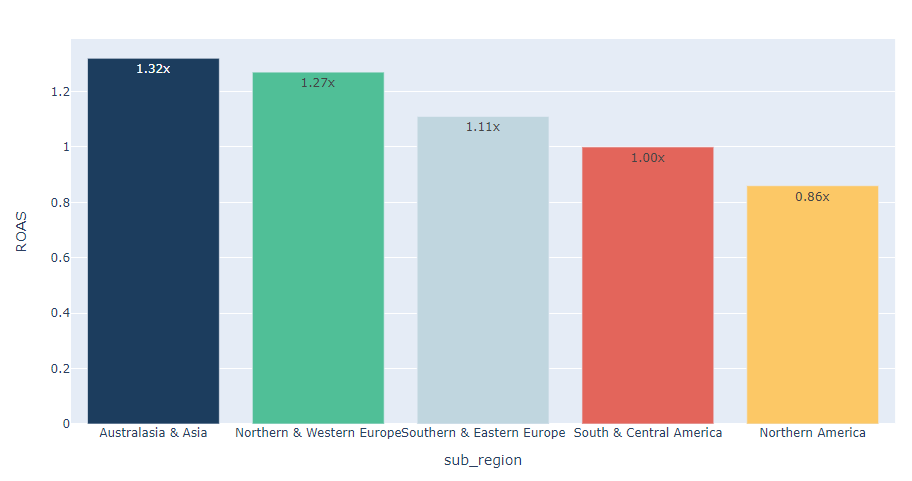 1.32x
1.27x
1.11x
1.00x
0.86x
1.2
1
0.8
0.6
0.4
0.2
0
ROAS
Australasia & Asia
Northern & Western Europe
Southern & Eastern Europe
South & Central America
Northern America
sub_region